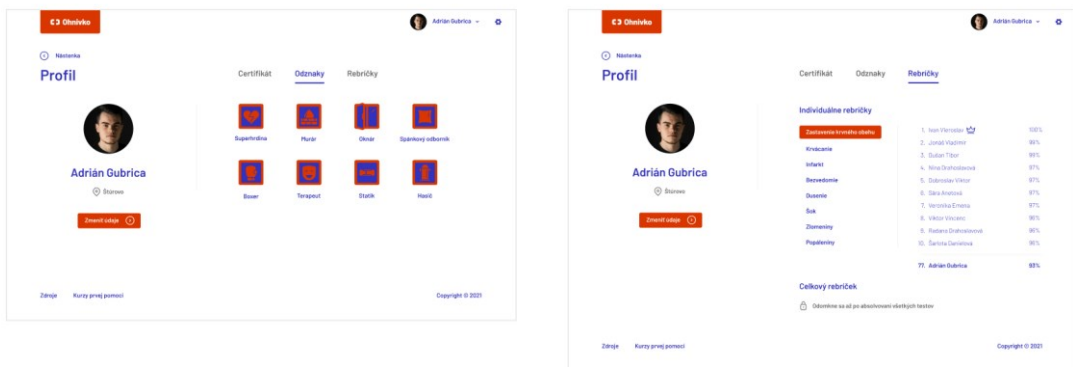 Ohnivko
Adrián Gubrica
Nástenka
Profil
Certifikát Odznaky Rebríčky
Superhrdina Murár Oknár Spánkový odborník
Boxer Terapeut Statik Hasič
Adrián Gubrica
Štúrovo
Zmeniť údaje
Zdroje Kurzy prvej pomoci
Copyright © 2021
Ohnivko
Adrián Gubrica
Nástenka
Profil
Certifikát Odznaky Rebríčky
Adrián Gubrica
Štúrovo
Zmeniť údaje
Individuálne rebríčky
Zastavenie krvného obehu
Krvácanie
Infarkt
Bezvedomie
Dusenie
Šok
Zlomeniny
Popáleniny
1. Ivan Vieroslav 100%
2. Jonáš Vladimír 99%
3. Dušan Tibor
4. Nina Drahoslavová 97%
5. Dobroslav Viktor 97%
6. Sára Anetová 97%
7. Veronika Emema 97%
8. Viktor Vincenc 96%
9. Radana Drahoslavová 96%
10. Šarlota Danielová 96%
77. Adrián Gubrica
Celkový rebríček
Odomkne sa až po absolvovaní všetkých testov
Zdroje Kurzy prvej pomoci
Copyright © 2021